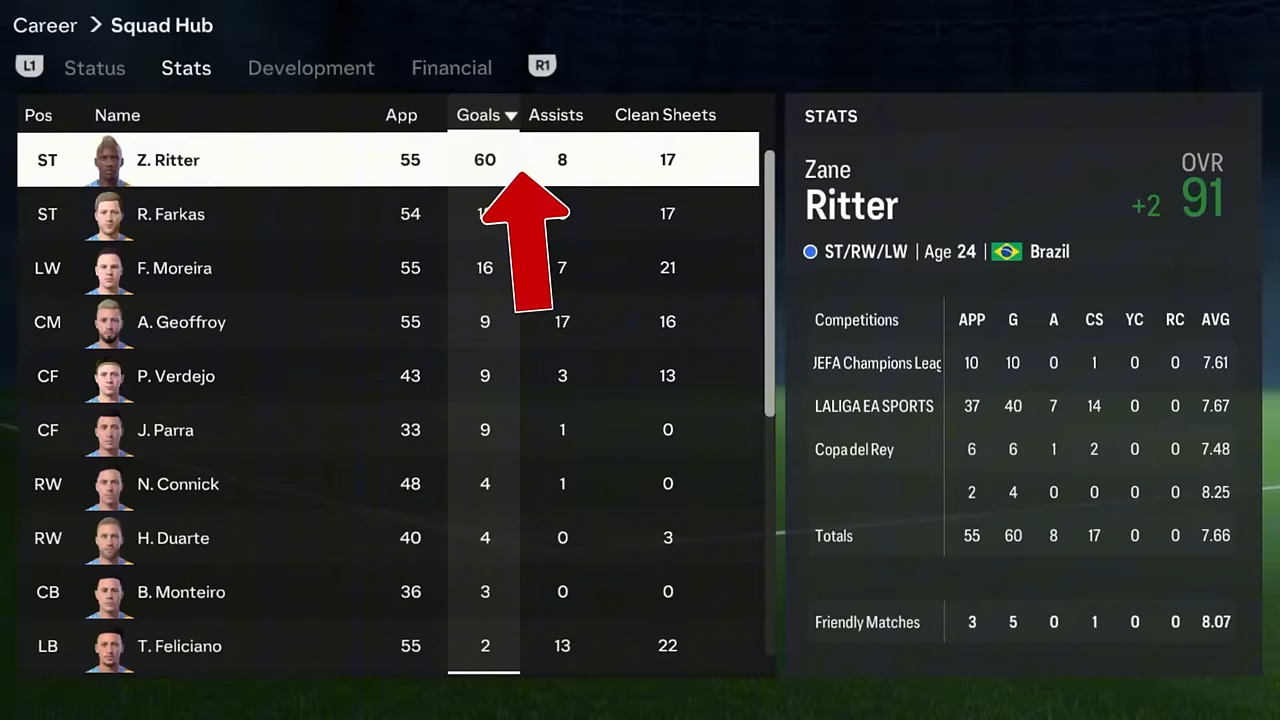 Career > Squad Hub
L1 Status Stats Development Financial R1
Pos Name App Goals ▼ Assists Clean Sheets
ST Z. Ritter 55 60 8 17
ST R. Farkas 54 17
LW F. Moreira 55 16 7 21
CM A. Geoffroy 55 9 17 16
CF P. Verdejo 43 9 3 13
CF J. Parra 33 9 1 0
RW N. Connick 48 4 1 0
RW H. Duarte 40 4 0 3
CB B. Monteiro 36 3 0 0
LB T. Feliciano 55 2 13 22
STATS
Zane OVR
Ritter +2 91
ST/RW/LW | Age 24 | Brazil
Competitions APP G A CS YC RC AVG
JEFA Champions Leag 10 10 0 1 0 0 7.61
LALIGA EA SPORTS 37 40 7 14 0 0 7.67
Copa del Rey 6 6 1 2 0 0 7.48
2 4 0 0 0 0 8.25
Totals 55 60 8 17 0 0 7.66
Friendly Matches 3 5 0 1 0 0 8.07